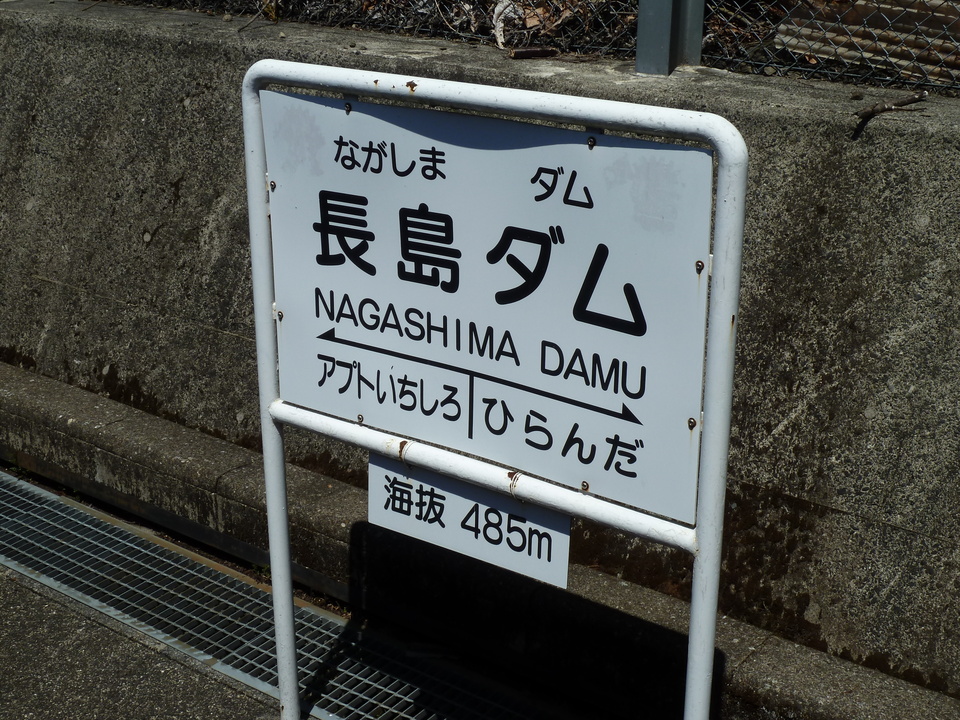 ながしま ダム
長島ダム
NAGASHIMA DAMU
アプトいちしろ ひらんだ
海抜 485m